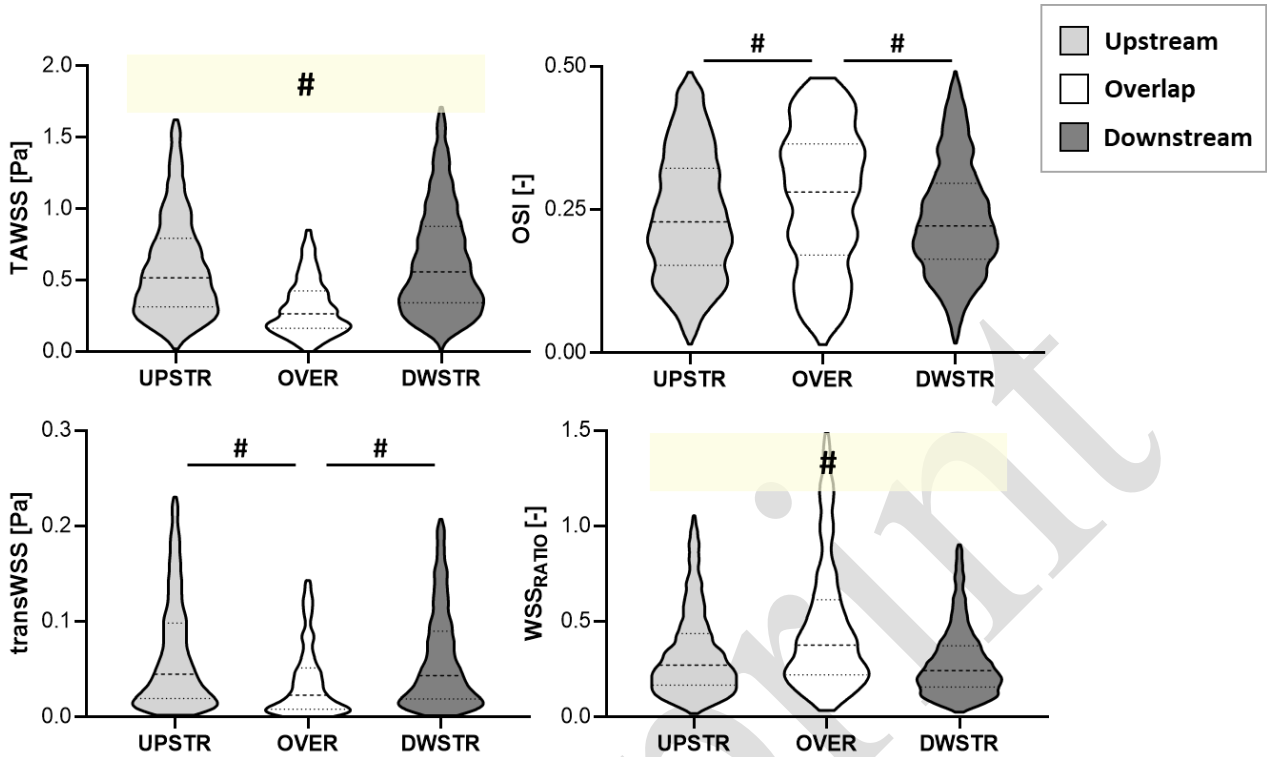 Upstream
Overlap
Downstream
TAWSS [Pa]
2.0
1.5
1.0
0.5
0.0
#
UPSTR OVER DWSTR
OSI [-]
0.50
0.25
0.00
# #
UPSTR OVER DWSTR
transWSS [Pa]
0.3
0.2
0.1
0.0
# #
UPSTR OVER DWSTR
WSSRATIO [-]
1.5
1.0
0.5
0.0
#
UPSTR OVER DWSTR